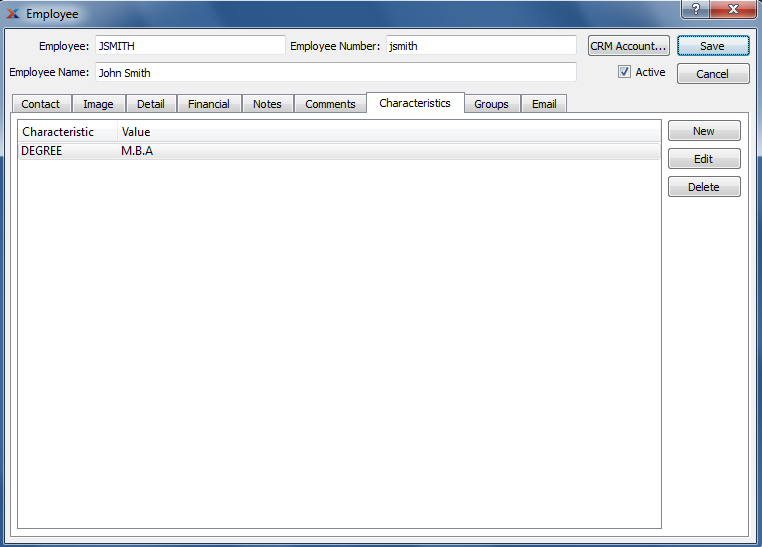 Employee
Employee: JSMITH Employee Number: jsmith CRM Account... Save
Employee Name: John Smith Active Cancel
Contact Image Detail Financial Notes Comments Characteristics Groups Email
Characteristic Value New
DEGREE M.B.A Edit
Delete